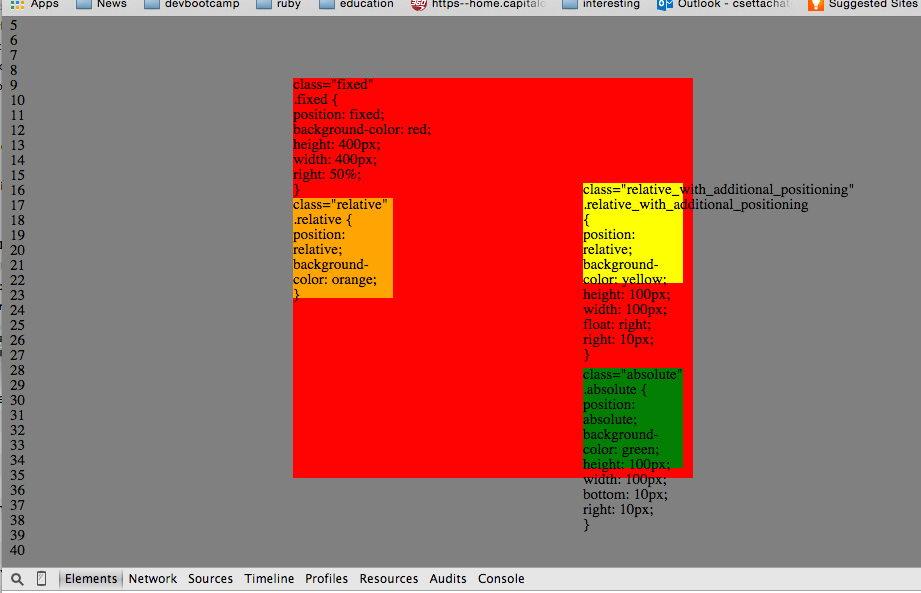 Apps News devbootcamp ruby education https--home.capital interesting Outlook - csettachat Suggested Sites
5
6
7
8
9
10
11
12
13
14
15
16
17
18
19
20
21
22
23
24
25
26
27
28
29
30
31
32
33
34
35
36
37
38
39
40
class="fixed"
.fixed {
position: fixed;
background-color: red;
height: 400px;
width: 400px;
right: 50%;
}
class="relative"
.relative {
position:
relative;
background-
color: orange;
}
class="relative_with_additional_positioning"
.relative_with_additional_positioning
{
position:
relative;
background-
color: yellow;
height: 100px;
width: 100px;
float: right;
right: 10px;
}
class="absolute"
.absolute {
position:
absolute;
background-
color: green;
height: 100px;
width: 100px;
bottom: 10px;
right: 10px;
}
Elements Network Sources Timeline Profiles Resources Audits Console